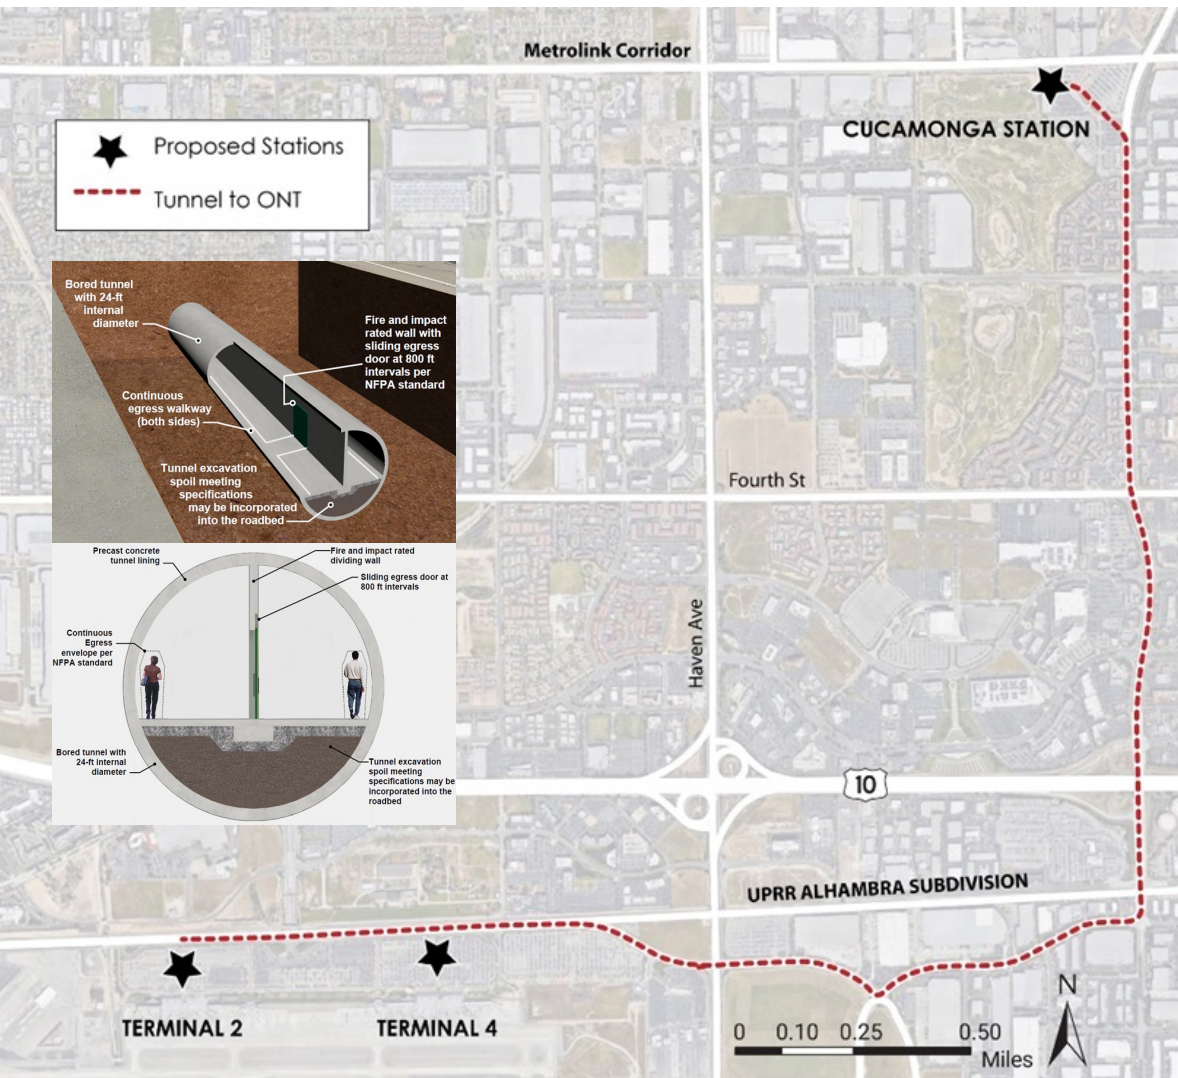 Metrolink Corridor
CUCAMONGA STATION
Proposed Stations
Tunnel to ONT
Bored tunnel
with 24-ft
internal
diameter
Fire and impact
rated wall with
sliding egress
door at 800 ft
intervals per
NFPA standard
Continuous
egress walkway
(both sides)
Tunnel excavation
spoil meeting
specifications
may be incorporated
into the roadbed
Fourth St
Precast concrete
tunnel lining
Fire and impact rated
dividing wall
Sliding egress door at
800 ft intervals
Continuous
Egress
envelope per
NFPA standard
Haven Ave
Bored tunnel with
24-ft internal
diameter
Tunnel excavation
spoil meeting
specifications may be
incorporated into the
roadbed
10
UPRR ALHAMBRA SUBDIVISION
TERMINAL 2
TERMINAL 4
N
0 0.10 0.25 0.50
Miles